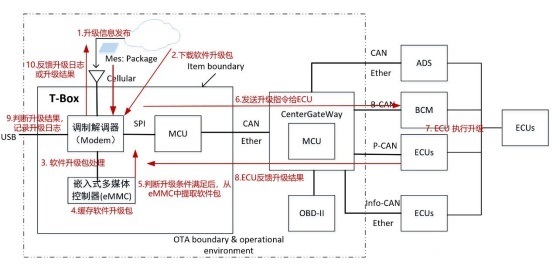 1.升级信息发布
Mes: Package
2.下载软件升级包
10.反馈升级日志
或升级结果
Cellular
Item boundary
CAN
Ether
ADS
T-Box
6.发送升级指令给ECU
CenterGateWay
B-CAN
BCM
9.判断升级结果,
记录升级日志
USB
调制解调器
(Modem)
SPI
MCU
CAN
Ether
MCU
7. ECU 执行升级
ECUs
P-CAN
ECUs
3. 软件升级包处理
嵌入式多媒体
控制器(eMMC)
5.判断升级条件满足后，从
eMMC中提取软件包
8.ECU反馈升级结果
4.缓存软件升级包
OBD-II
Info-CAN
Ether
ECUs
OTA boundary & operational
environment